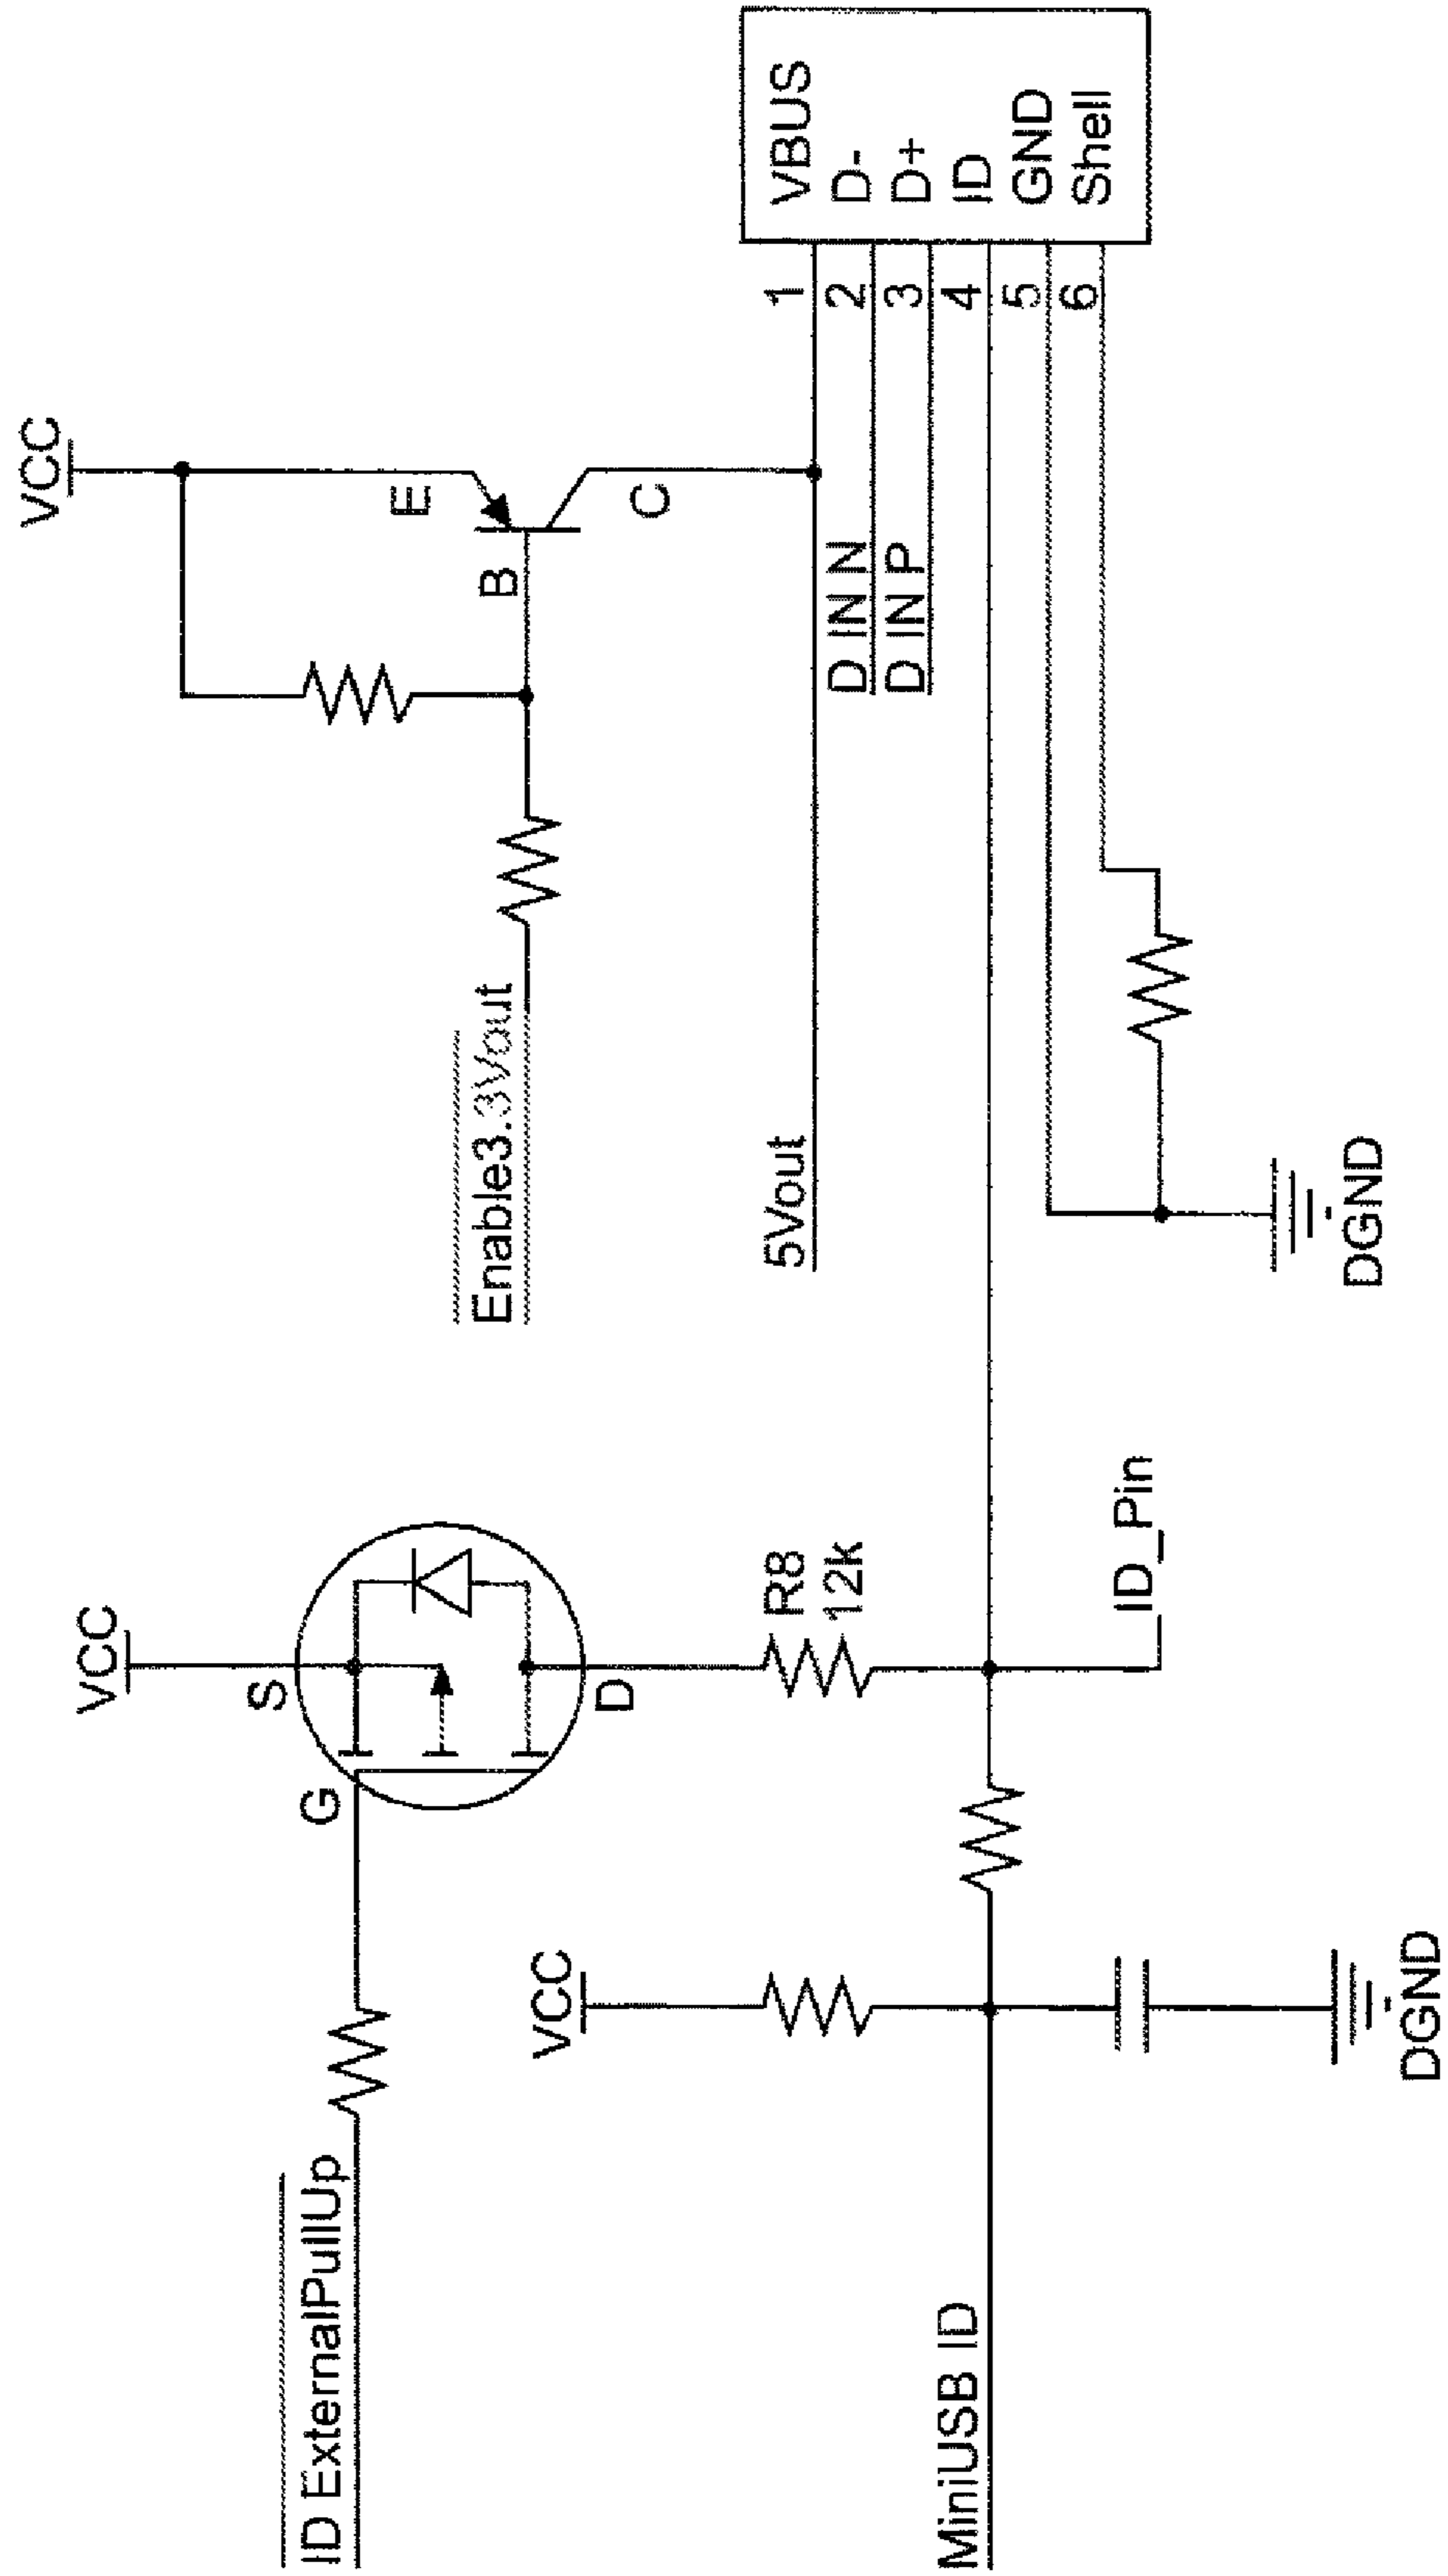 VCC
E
B
C
Enable3.3Vout
5Vout
D IN N
D IN P
1
2
3
4
5
6
VBUS
D-
D+
ID
GND
Shell
DGND
VCC
S
G
D
ID ExternalPullUp
R8
12k
VCC
MiniUSB ID
ID_Pin
DGND